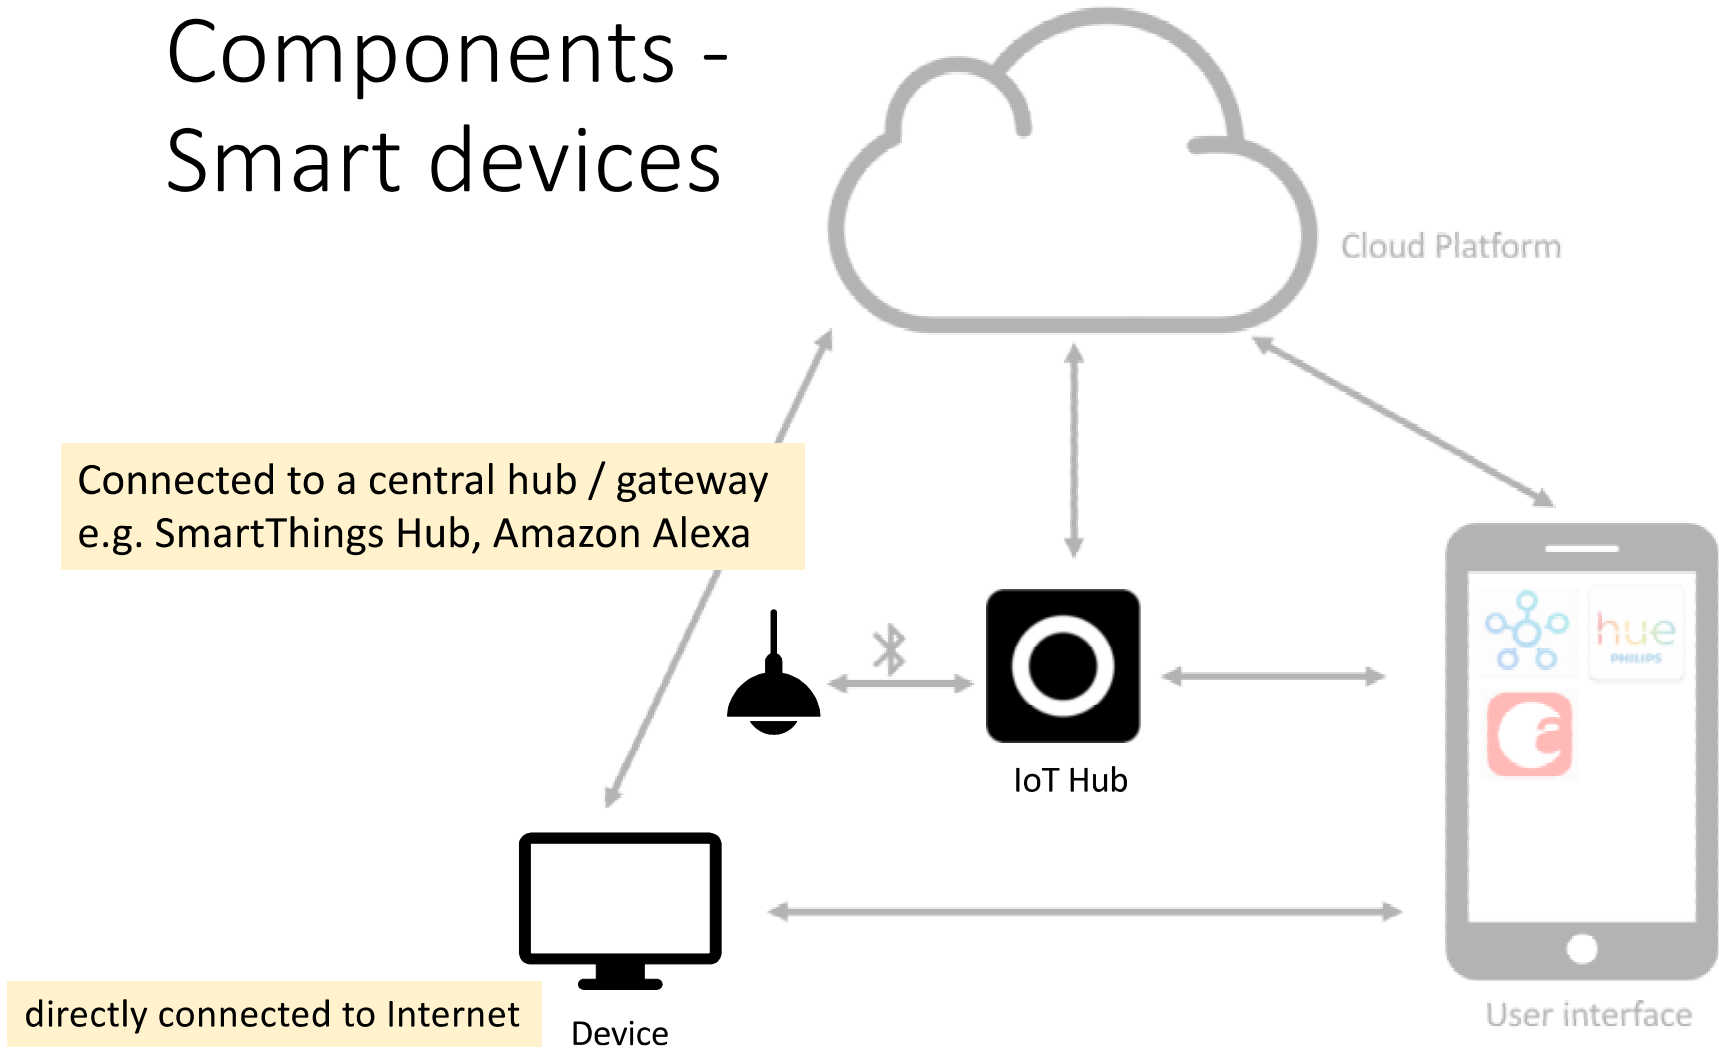 Components -
Smart devices
Cloud Platform
Connected to a central hub / gateway
e.g. SmartThings Hub, Amazon Alexa
hue
PHILIPS
a
IoT Hub
directly connected to Internet
Device
User interface